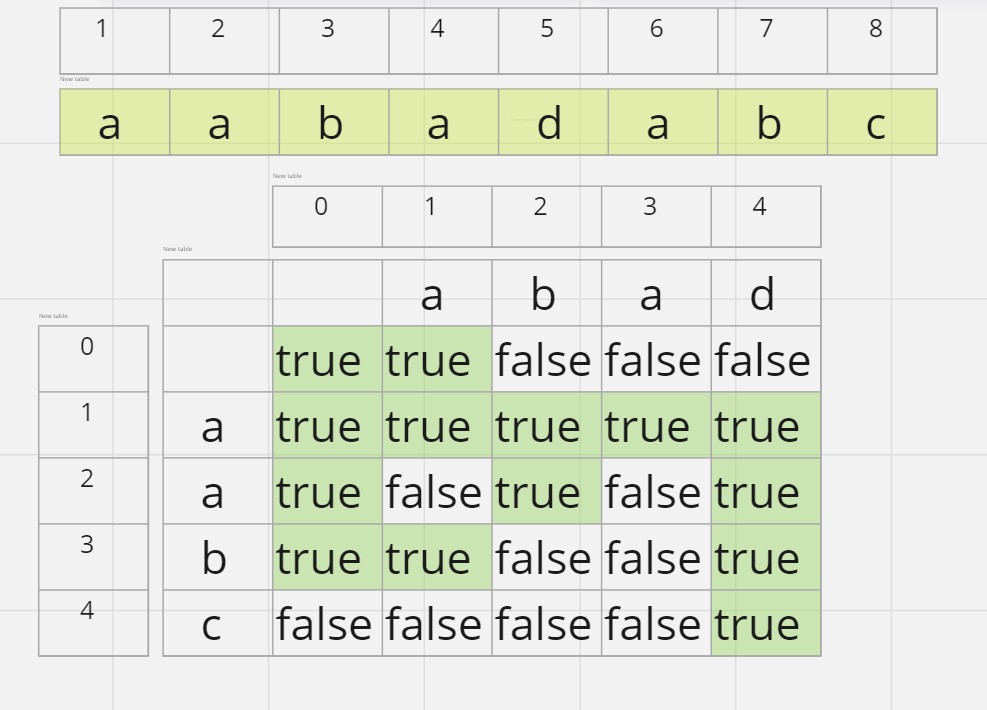 1 2 3 4 5 6 7 8
New table
a a b a d a b c
New table
0 1 2 3 4
New table
a b a d
New table
0 true true false false false
1 a true true true true true
2 a true false true false true
3 b true true false false true
4 c false false false false true